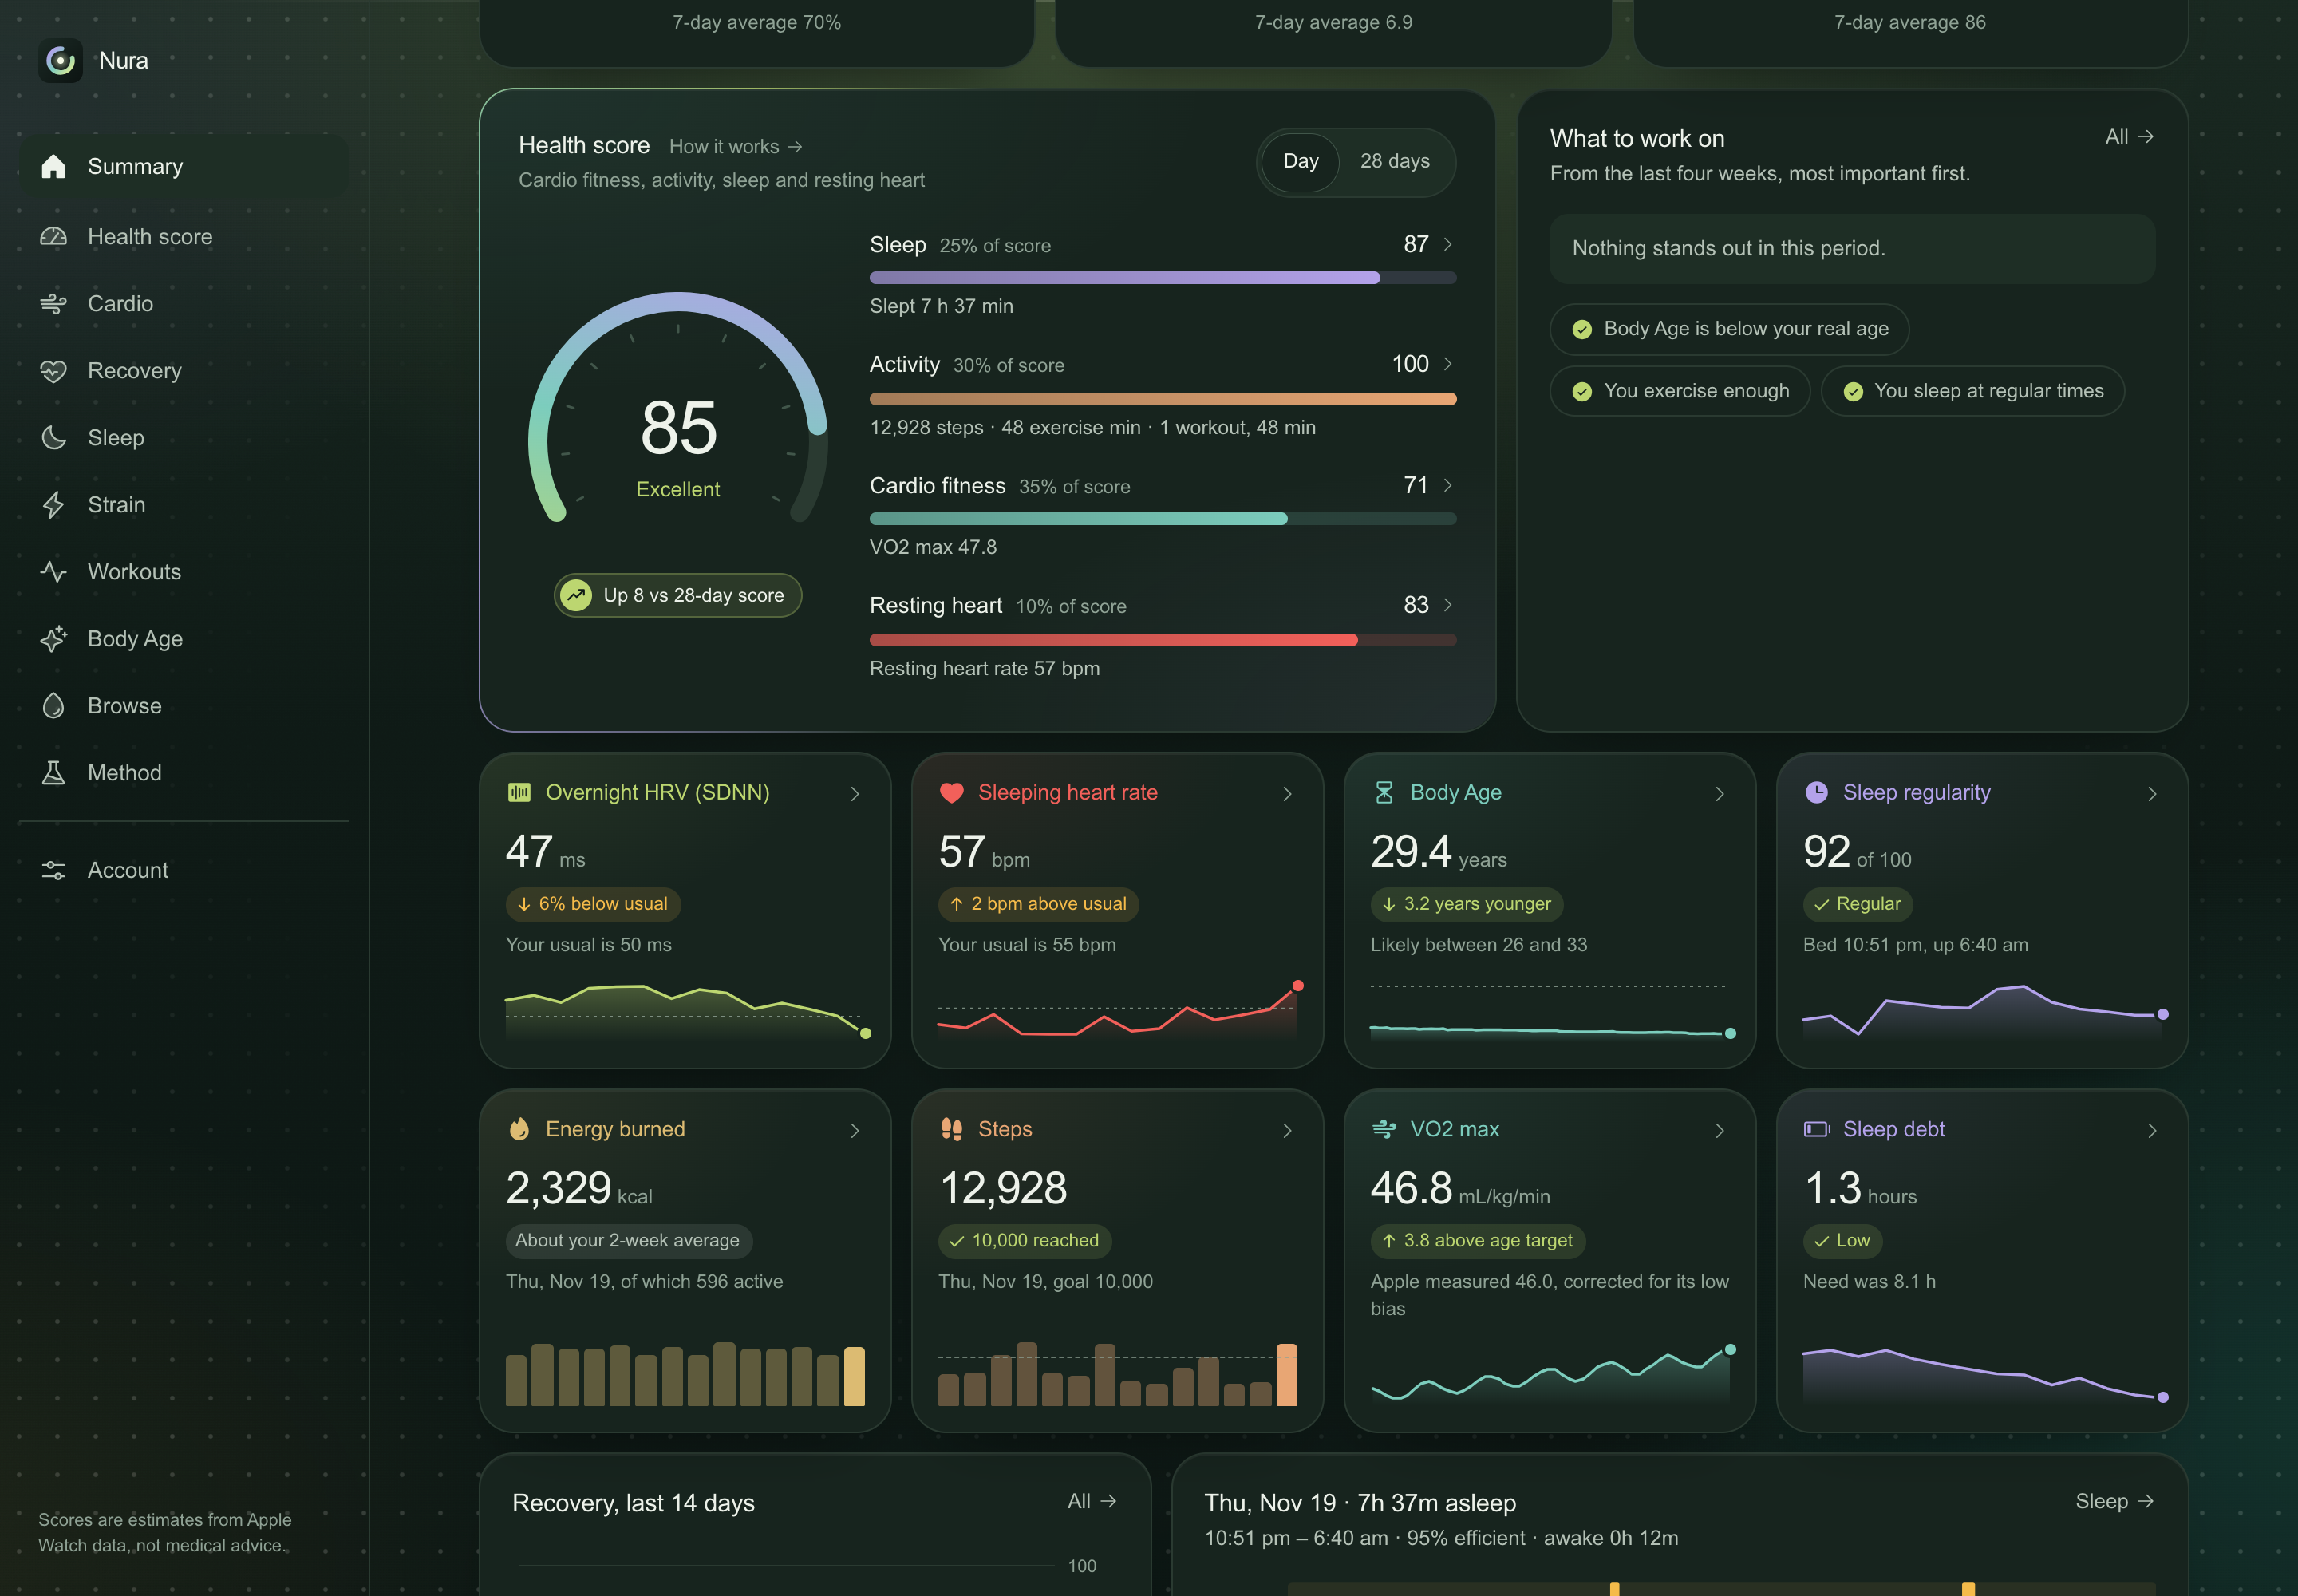 Nura
Summary
Health score
Cardio
Recovery
Sleep
Strain
Workouts
Body Age
Browse
Method
Account
Scores are estimates from Apple
Watch data, not medical advice.
7-day average 70%
7-day average 6.9
7-day average 86
Health score How it works →
Cardio fitness, activity, sleep and resting heart
Day 28 days
85
Excellent
Up 8 vs 28-day score
Sleep 25% of score 87
Slept 7 h 37 min
Activity 30% of score 100
12,928 steps · 48 exercise min · 1 workout, 48 min
Cardio fitness 35% of score 71
VO2 max 47.8
Resting heart 10% of score 83
Resting heart rate 57 bpm
What to work on All →
From the last four weeks, most important first.
Nothing stands out in this period.
Body Age is below your real age
You exercise enough
You sleep at regular times
Overnight HRV (SDNN)
47 ms
↓ 6% below usual
Your usual is 50 ms
Sleeping heart rate
57 bpm
↑ 2 bpm above usual
Your usual is 55 bpm
Body Age
29.4 years
↓ 3.2 years younger
Likely between 26 and 33
Sleep regularity
92 of 100
Regular
Bed 10:51 pm, up 6:40 am
Energy burned
2,329 kcal
About your 2-week average
Thu, Nov 19, of which 596 active
Steps
12,928
10,000 reached
Thu, Nov 19, goal 10,000
VO2 max
46.8 mL/kg/min
↑ 3.8 above age target
Apple measured 46.0, corrected for its low
bias
Sleep debt
1.3 hours
Low
Need was 8.1 h
Recovery, last 14 days All →
100
Thu, Nov 19 · 7h 37m asleep Sleep →
10:51 pm – 6:40 am · 95% efficient · awake 0h 12m